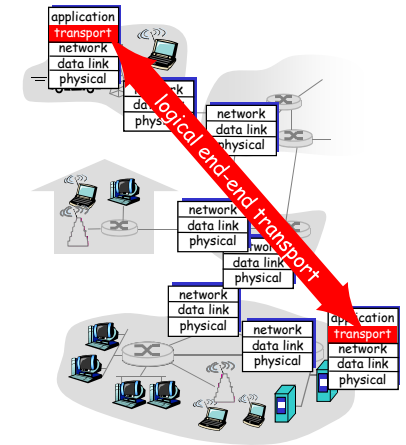 application
transport
network
data link
physical
network
data link
physical
network
data link
physical
logical end-end transport
network
data link
physical
network
data link
physical
network
data link
physical
network
data link
physical
application
transport
network
data link
physical